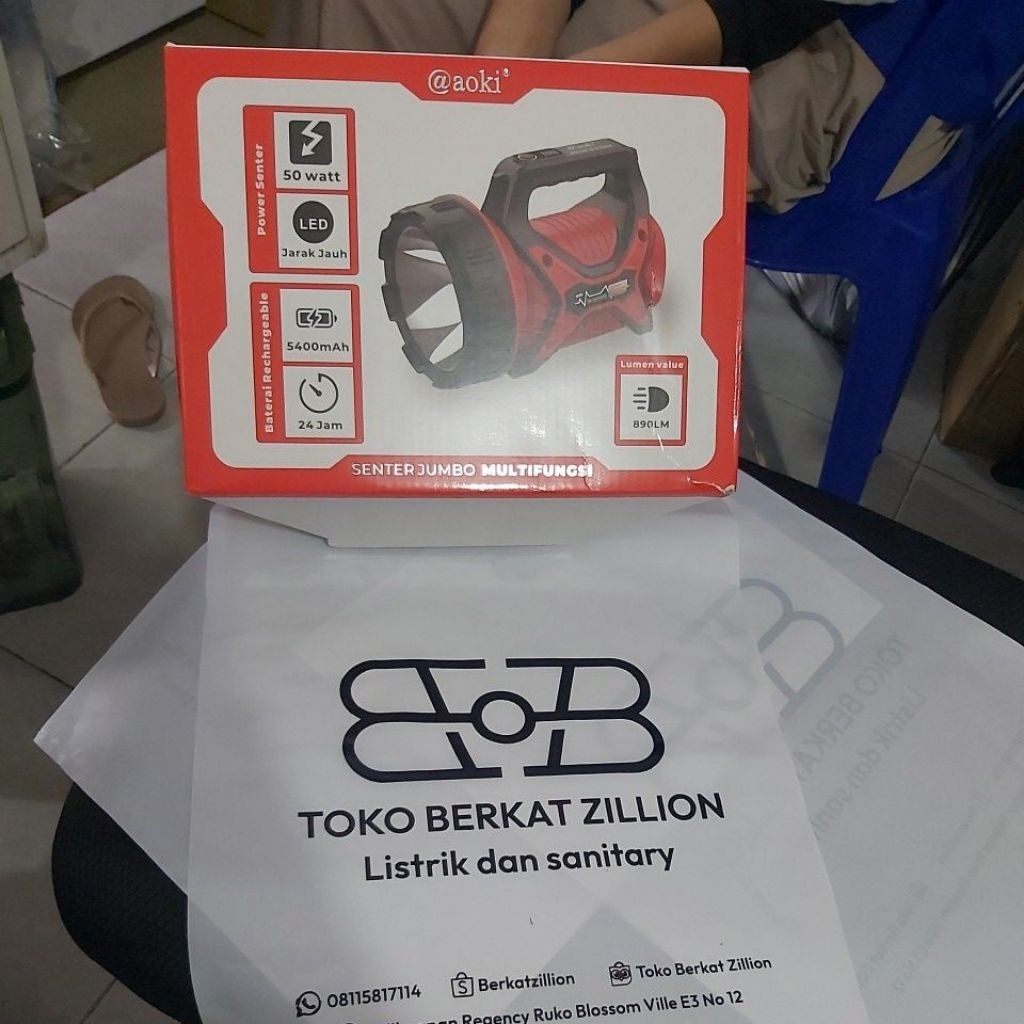 @aoki
Power Senter
50 watt
LED
Jarak Jauh
Baterai Rechargeable
5400mAh
24 Jam
Lumen value
890LM
SENTER JUMBO MULTIFUNGSI
TOKO BERKAT ZILLION
Listrik dan sanitary
08115817114
Berkatzillion
Toko Berkat Zillion
Regency Ruko Blossom Ville E3 No 12